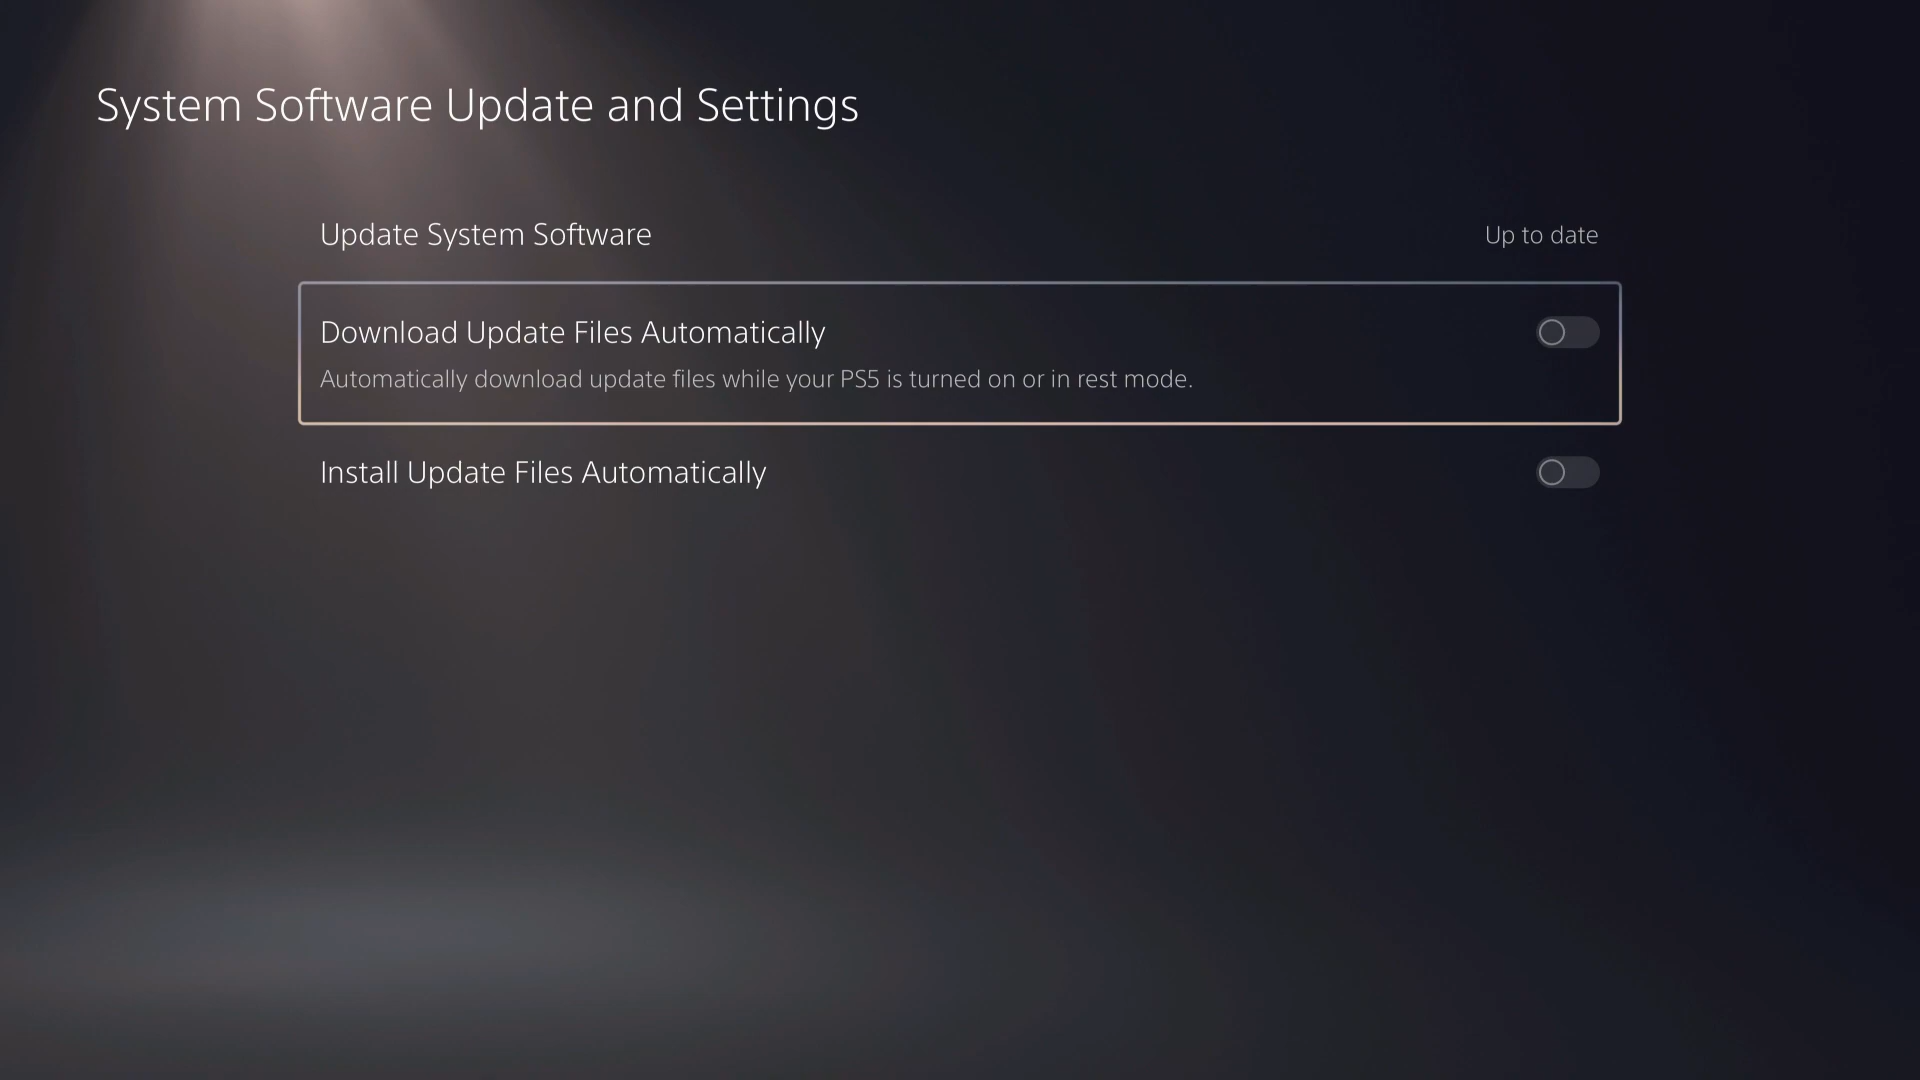 System Software Update and Settings
Update System Software
Up to date
Download Update Files Automatically
Automatically download update files while your PS5 is turned on or in rest mode.
Install Update Files Automatically